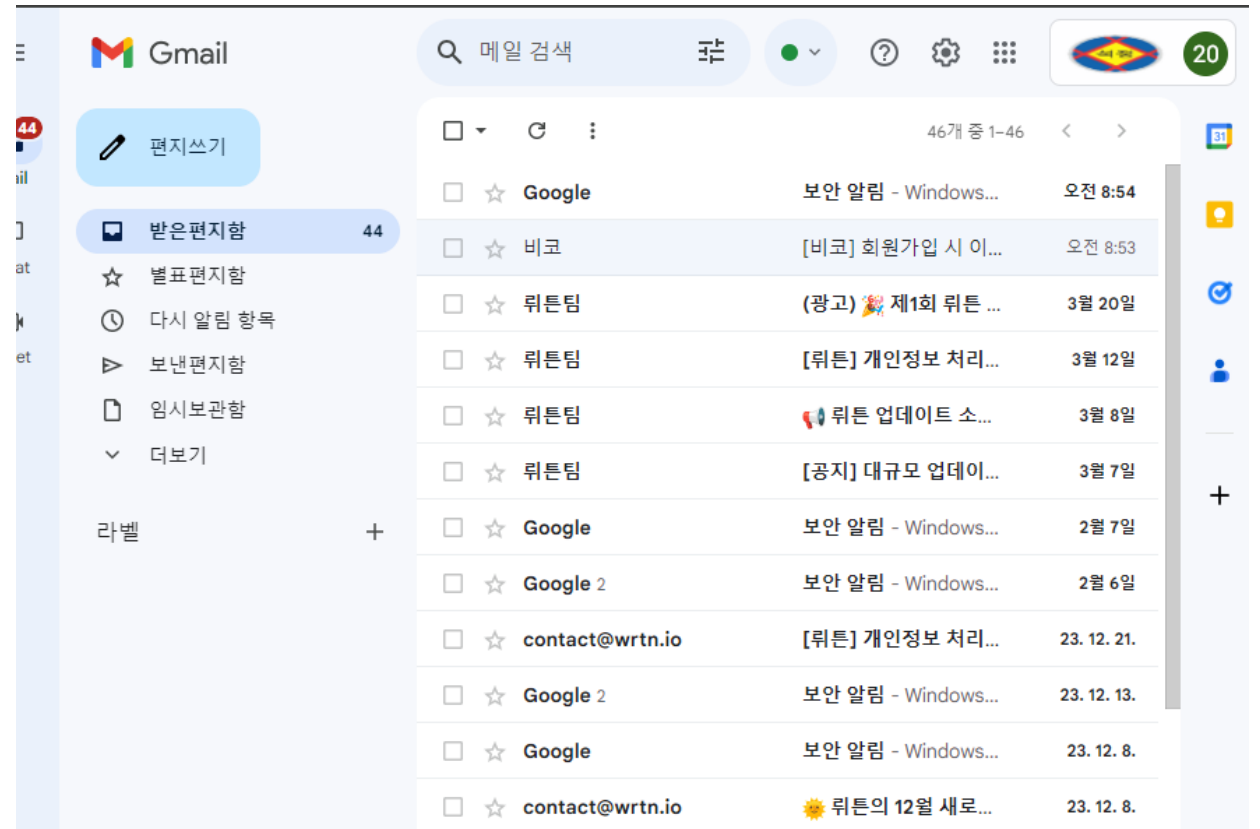 Gmail
메일 검색
20
44
ail
at
et
편지쓰기
받은편지함 44
별표편지함
다시 알림 항목
보낸편지함
임시보관함
더보기
라벨
46개 중 1–46
Google 보안 알림 - Windows... 오전 8:54
비코 [비코] 회원가입 시 이... 오전 8:53
뤼튼팀 (광고) 🎉 제1회 뤼튼 ... 3월 20일
뤼튼팀 [뤼튼] 개인정보 처리... 3월 12일
뤼튼팀 📢 뤼튼 업데이트 소... 3월 8일
뤼튼팀 [공지] 대규모 업데이... 3월 7일
Google 보안 알림 - Windows... 2월 7일
Google 2 보안 알림 - Windows... 2월 6일
contact@wrtn.io [뤼튼] 개인정보 처리... 23. 12. 21.
Google 2 보안 알림 - Windows... 23. 12. 13.
Google 보안 알림 - Windows... 23. 12. 8.
contact@wrtn.io 🌞 뤼튼의 12월 새로... 23. 12. 8.
31